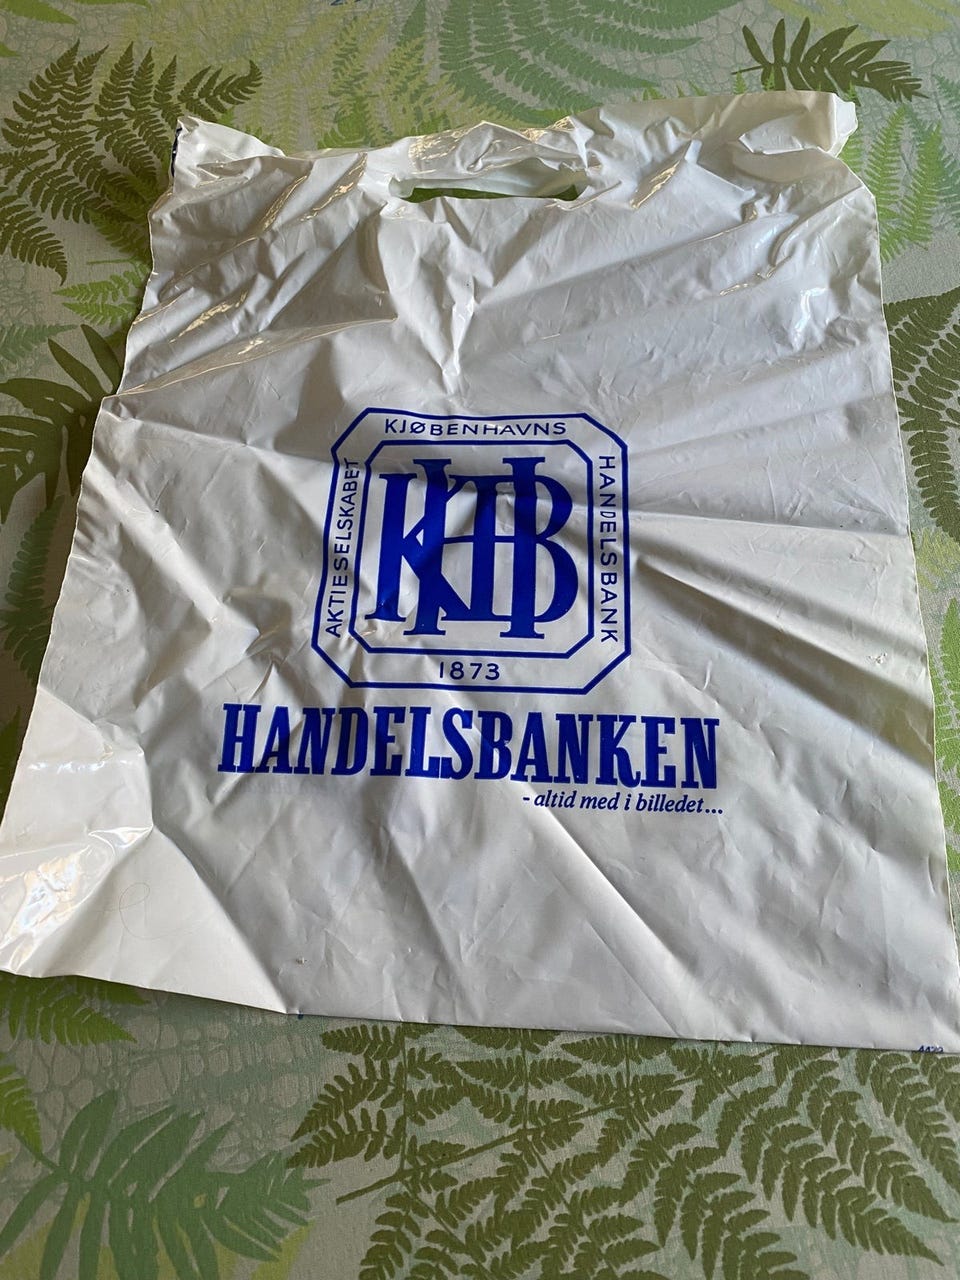 KJØBENHAVNS
AKTIESELSKABET
HANDELSBANK
KHB
1873
HANDELSBANKEN
- altid med i billedet...